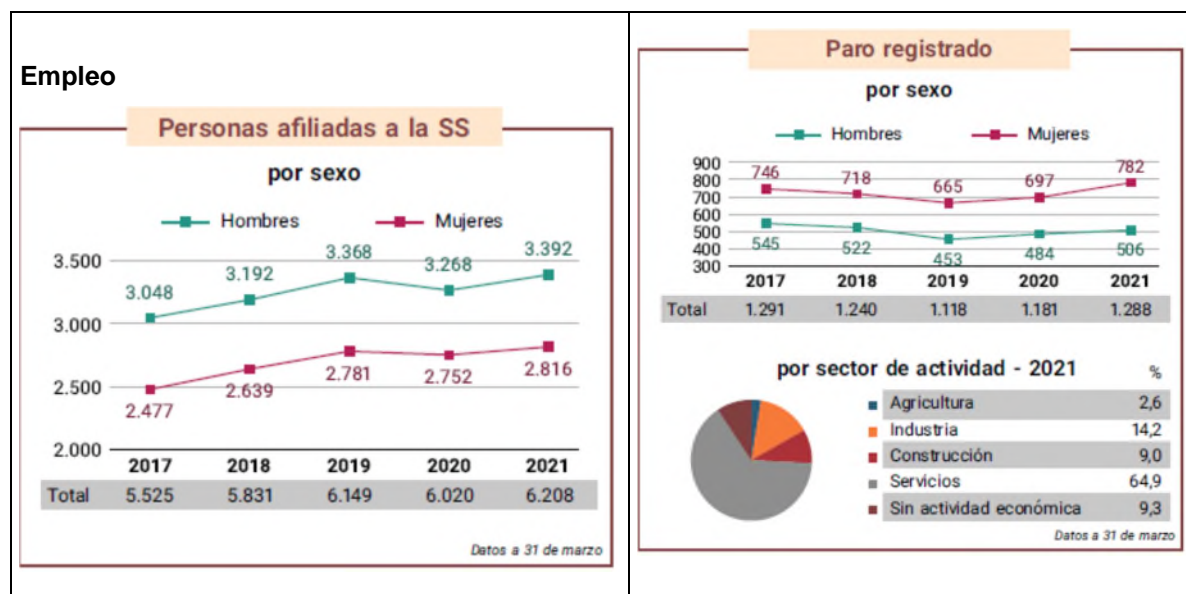 Empleo
Personas afiliadas a la SS
por sexo
Hombres Mujeres
3.500
3.000
2.500
2.000
3.048 3.192 3.368 3.268 3.392
2.477 2.639 2.781 2.752 2.816
2017 2018 2019 2020 2021
Total 5.525 5.831 6.149 6.020 6.208
Datos a 31 de marzo
Paro registrado
por sexo
Hombres Mujeres
900
800
700
600
500
400
300
746 718 665 697 782
545 522 453 484 506
2017 2018 2019 2020 2021
Total 1.291 1.240 1.118 1.181 1.288
por sector de actividad - 2021 %
Agricultura 2,6
Industria 14,2
Construcción 9,0
Servicios 64,9
Sin actividad económica 9,3
Datos a 31 de marzo